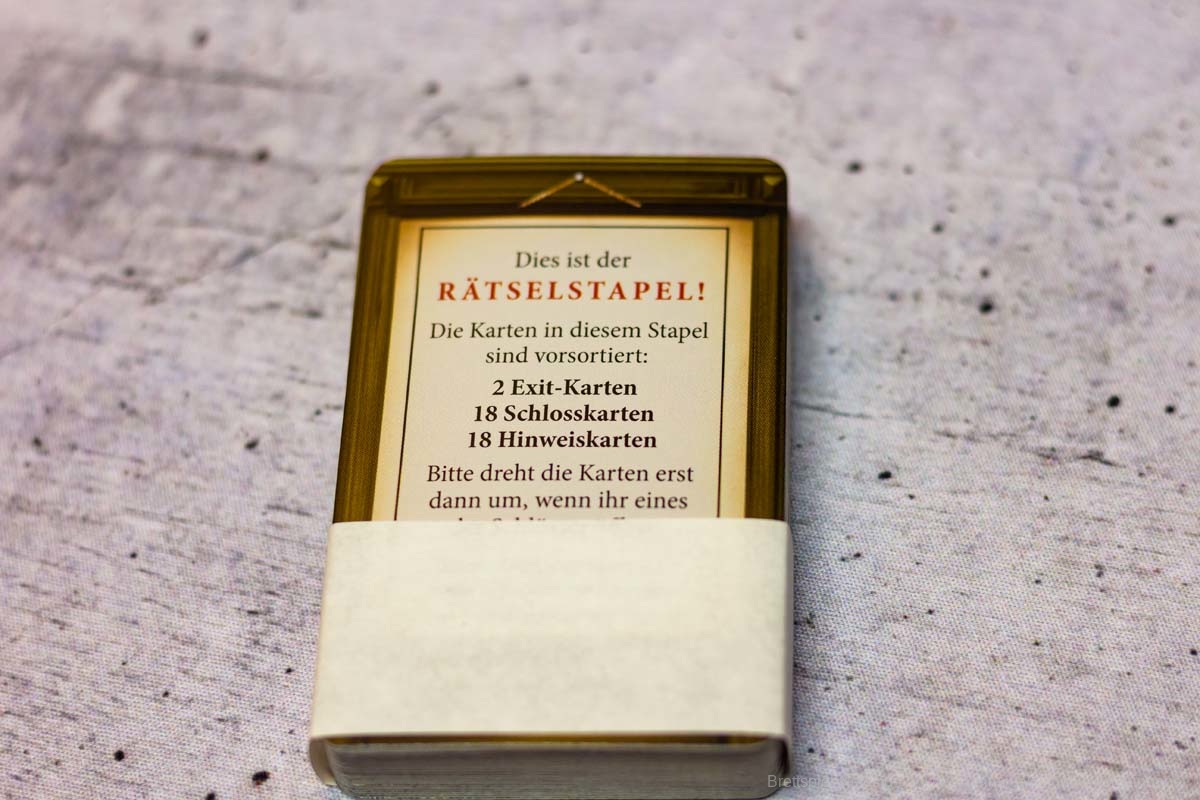 Dies ist der
RÄTSELSTAPEL!
Die Karten in diesem Stapel
sind vorsortiert:
2 Exit-Karten
18 Schlosskarten
18 Hinweiskarten
Bitte dreht die Karten erst
dann um, wenn ihr eines